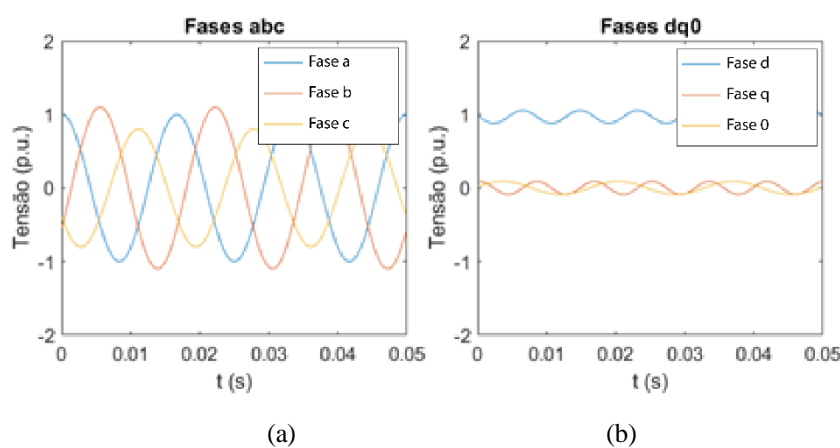 Fases abc
Tensão (p.u.)
2
1
0
-1
-2
0
0.01
0.02
0.03
0.04
0.05
t (s)
Fase a
Fase b
Fase c
(a)
Fases dq0
Tensão (p.u.)
2
1
0
-1
-2
0
0.01
0.02
0.03
0.04
0.05
t (s)
Fase d
Fase q
Fase 0
(b)